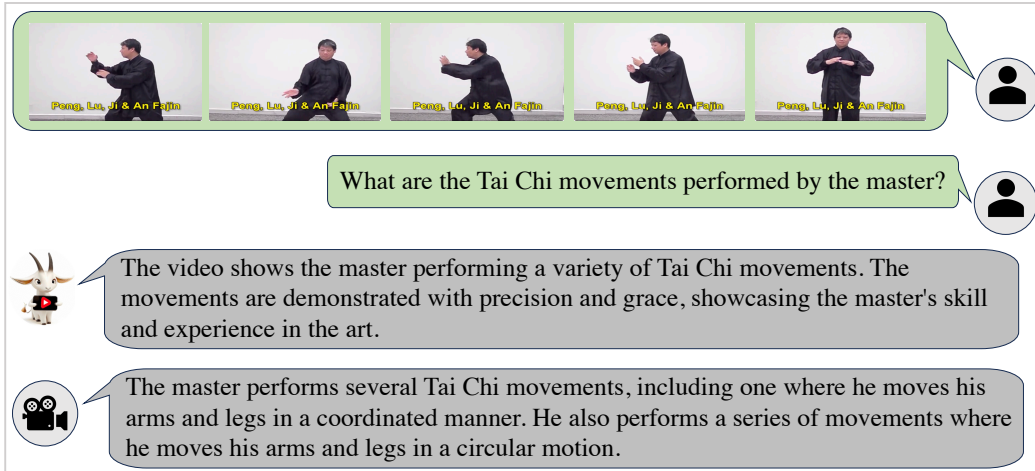 Peng, Lu, Ji & An Fajin Peng, Lu, Ji & An Fajin Peng, Lu, Ji & An Fajin Peng, Lu, Ji & An Fajin Peng, Lu, Ji & An Fajin
What are the Tai Chi movements performed by the master?
The video shows the master performing a variety of Tai Chi movements. The
movements are demonstrated with precision and grace, showcasing the master's skill
and experience in the art.
The master performs several Tai Chi movements, including one where he moves his
arms and legs in a coordinated manner. He also performs a series of movements where
he moves his arms and legs in a circular motion.